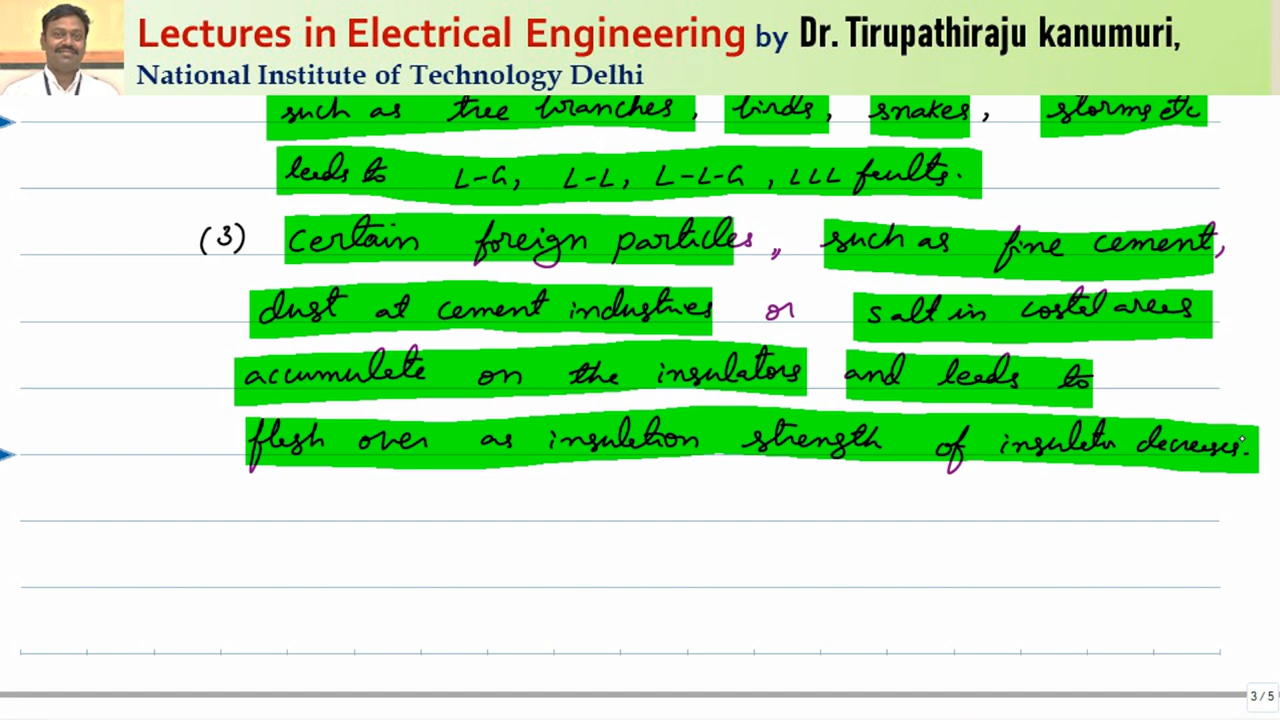 Lectures in Electrical Engineering by Dr. Tirupathiraju kanumuri,
National Institute of Technology Delhi
such as tree branches, birds, snakes, storms etc
leads to L-G, L-L, L-L-G, LLL faults.
(3) Certain foreign particles, such as fine cement,
dust at cement industries or salt in costel areas
accumulate on the insulators and leads to
flesh over as insulation strength of insulator decreases.
3 / 5